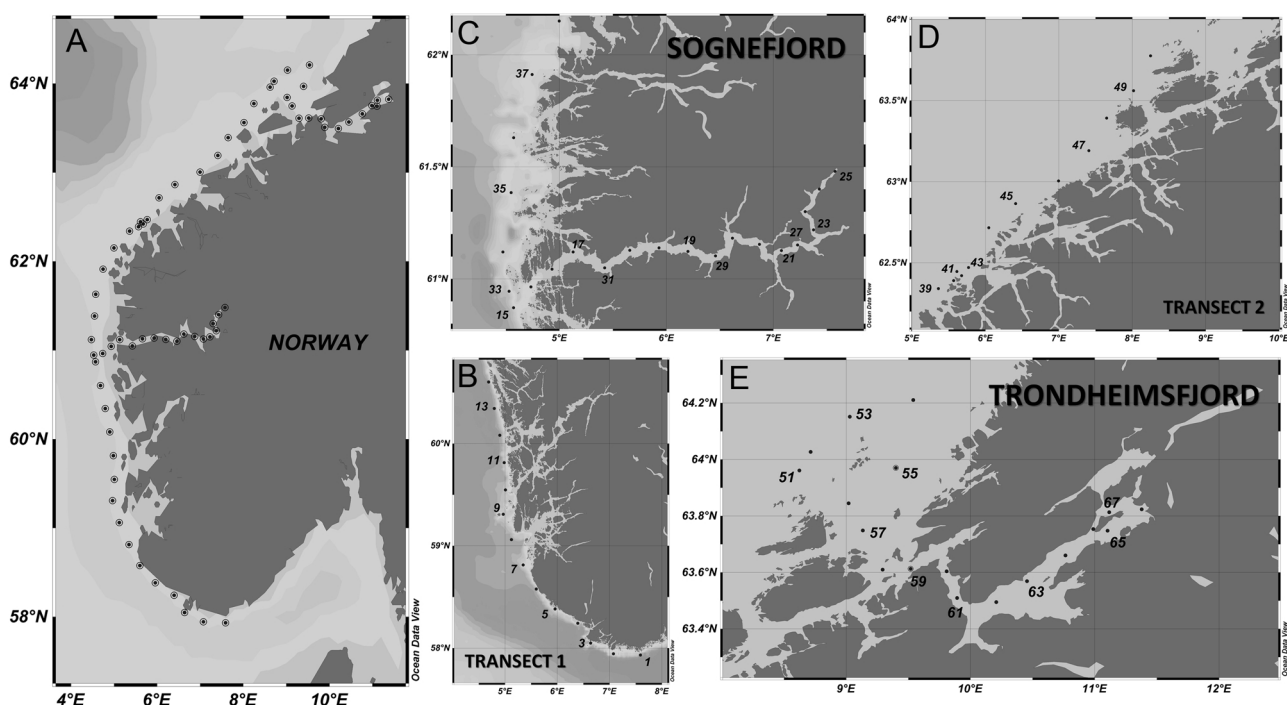 A
64°N
62°N
60°N
58°N
4°E 6°E 8°E 10°E
NORWAY
Ocean Data View
C
SOGNEFJORD
62°N
61.5°N
61°N
5°E 6°E 7°E
37
35
33
15
17
31
19
29
21
27
23
25
Ocean Data View
D
TRANSECT 2
64°N
63.5°N
63°N
62.5°N
5°E 6°E 7°E 8°E 9°E 10°E
49
47
45
43
41
39
Ocean Data View
B
TRANSECT 1
60°N
59°N
58°N
5°E 6°E 7°E 8°E
13
11
9
7
5
3
1
Ocean Data View
E
TRONDHEIMSFJORD
64.2°N
64°N
63.8°N
63.6°N
63.4°N
9°E 10°E 11°E 12°E
53
51
55
57
59
61
63
65
67
Ocean Data View